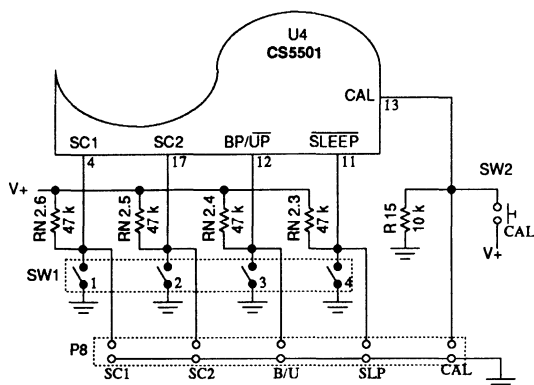 U4
CS5501
CAL
13
SC1 SC2 BP/UP SLEEP
4 17 12 11
SW2
V+
RN 2.6 47 k RN 2.5 47 k RN 2.4 47 k RN 2.3 47 k
R 15 10 k
CAL
V+
SW1 1 2 3 4
P8
SC1 SC2 B/U SLP CAL